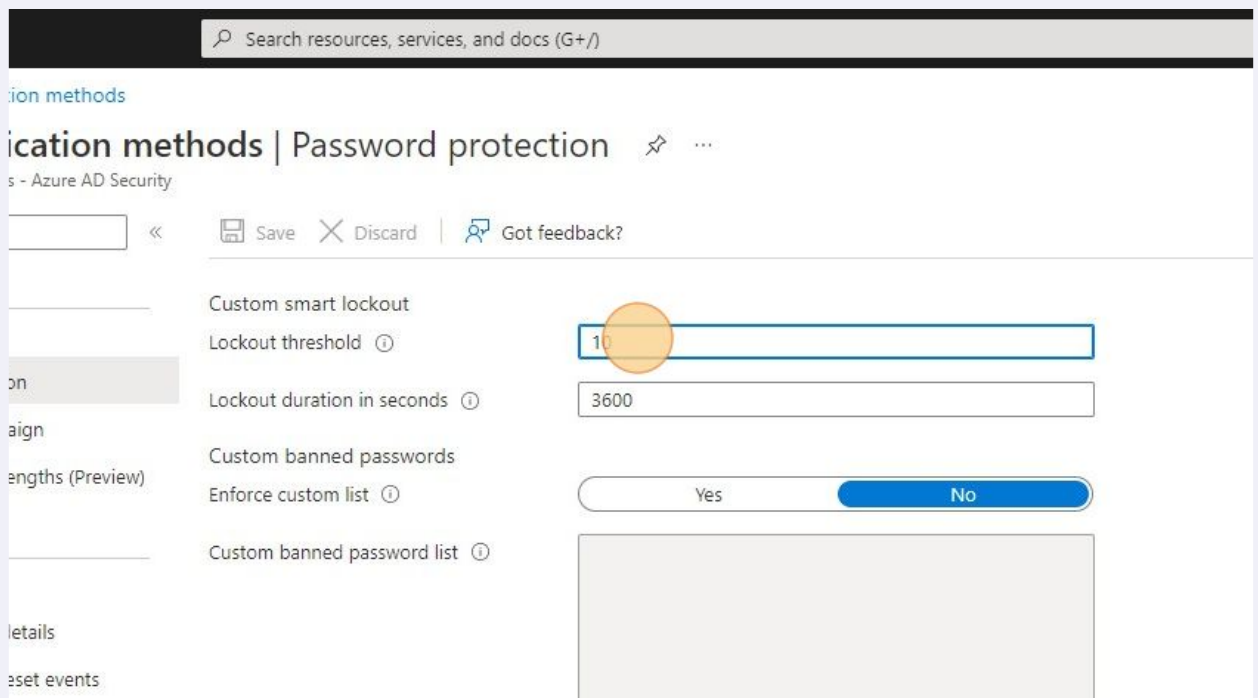 Search resources, services, and docs (G+/)
tion methods
ication methods | Password protection
s - Azure AD Security
Save Discard Got feedback?
Custom smart lockout
Lockout threshold 10
on
Lockout duration in seconds 3600
aign
Custom banned passwords
engths (Preview)
Enforce custom list Yes No
Custom banned password list
details
eset events